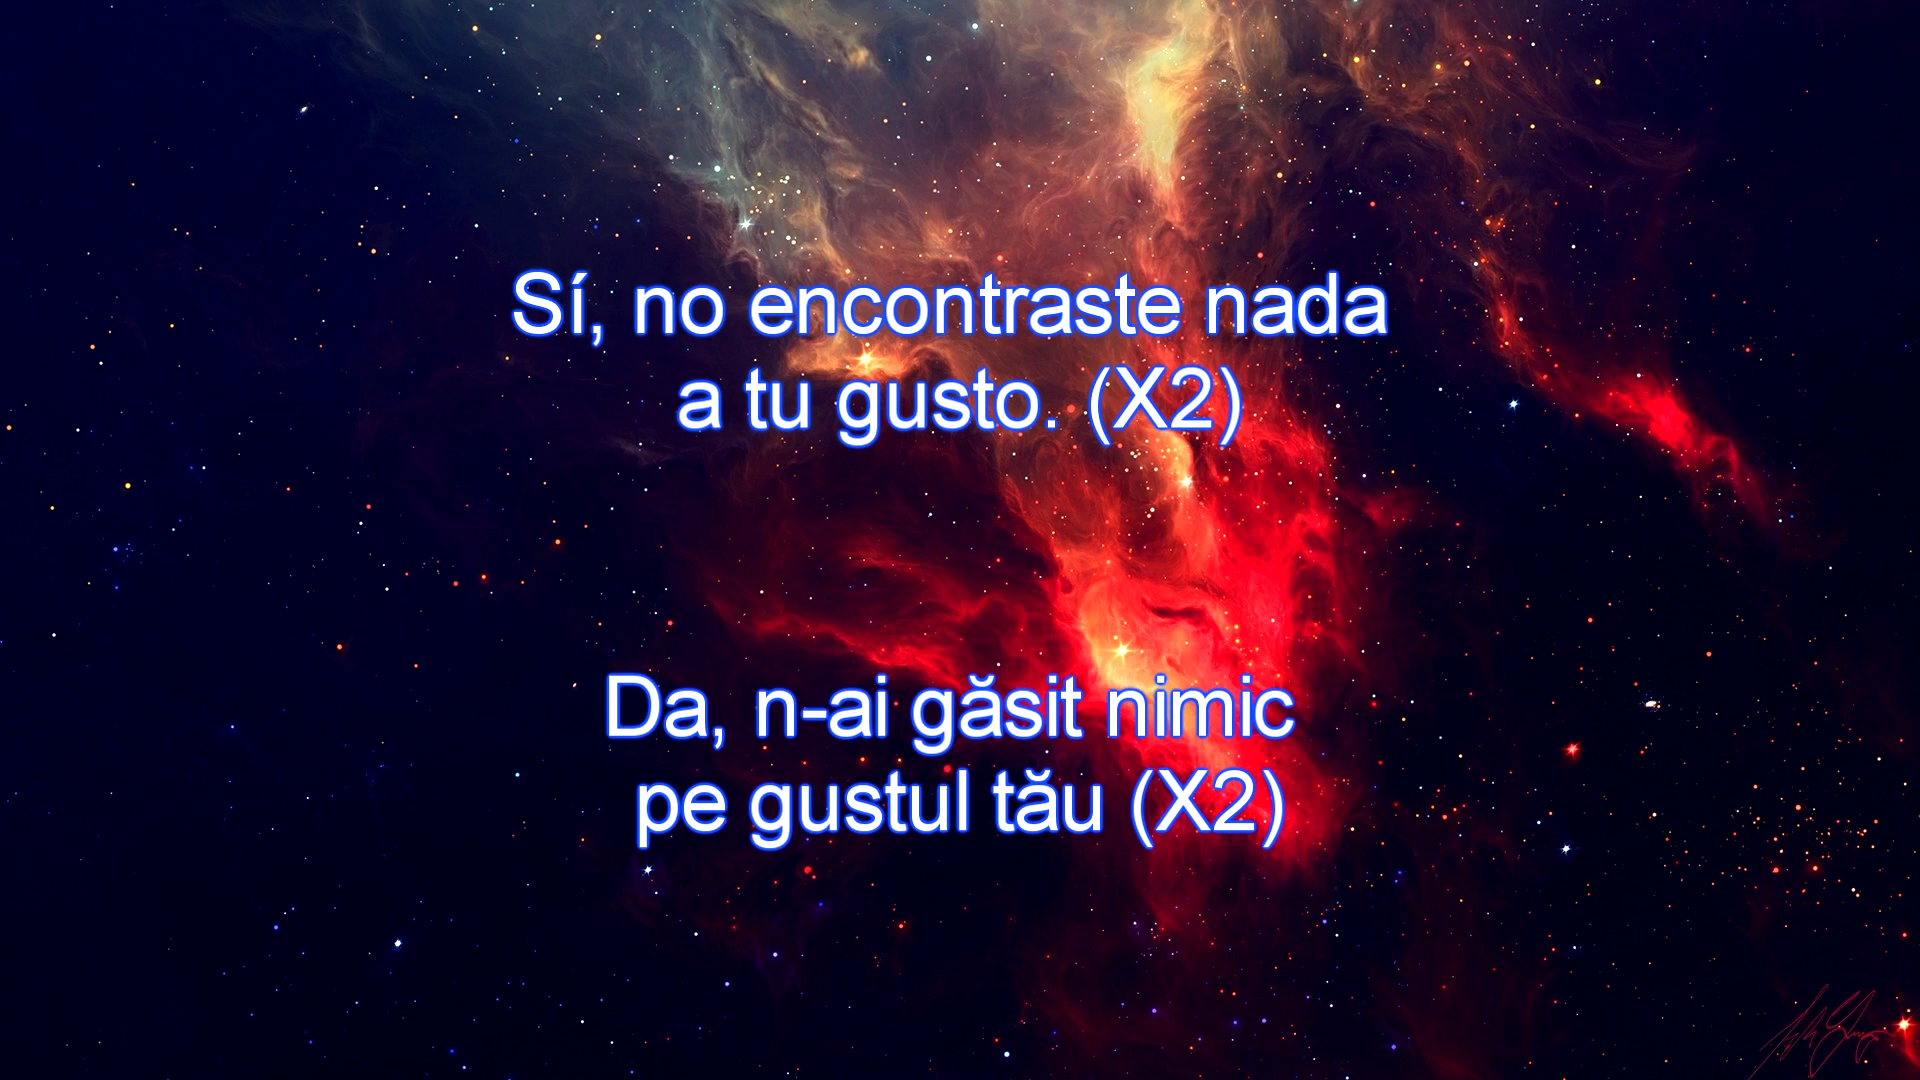 Sí, no encontraste nada
a tu gusto. (X2)
Da, n-ai găsit nimic
pe gustul tău (X2)